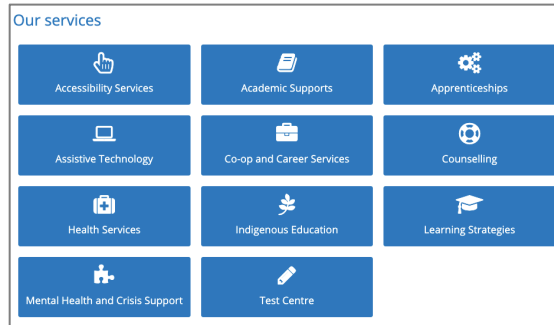 Our services
Accessibility Services
Academic Supports
Apprenticeships
Assistive Technology
Co-op and Career Services
Counselling
Health Services
Indigenous Education
Learning Strategies
Mental Health and Crisis Support
Test Centre